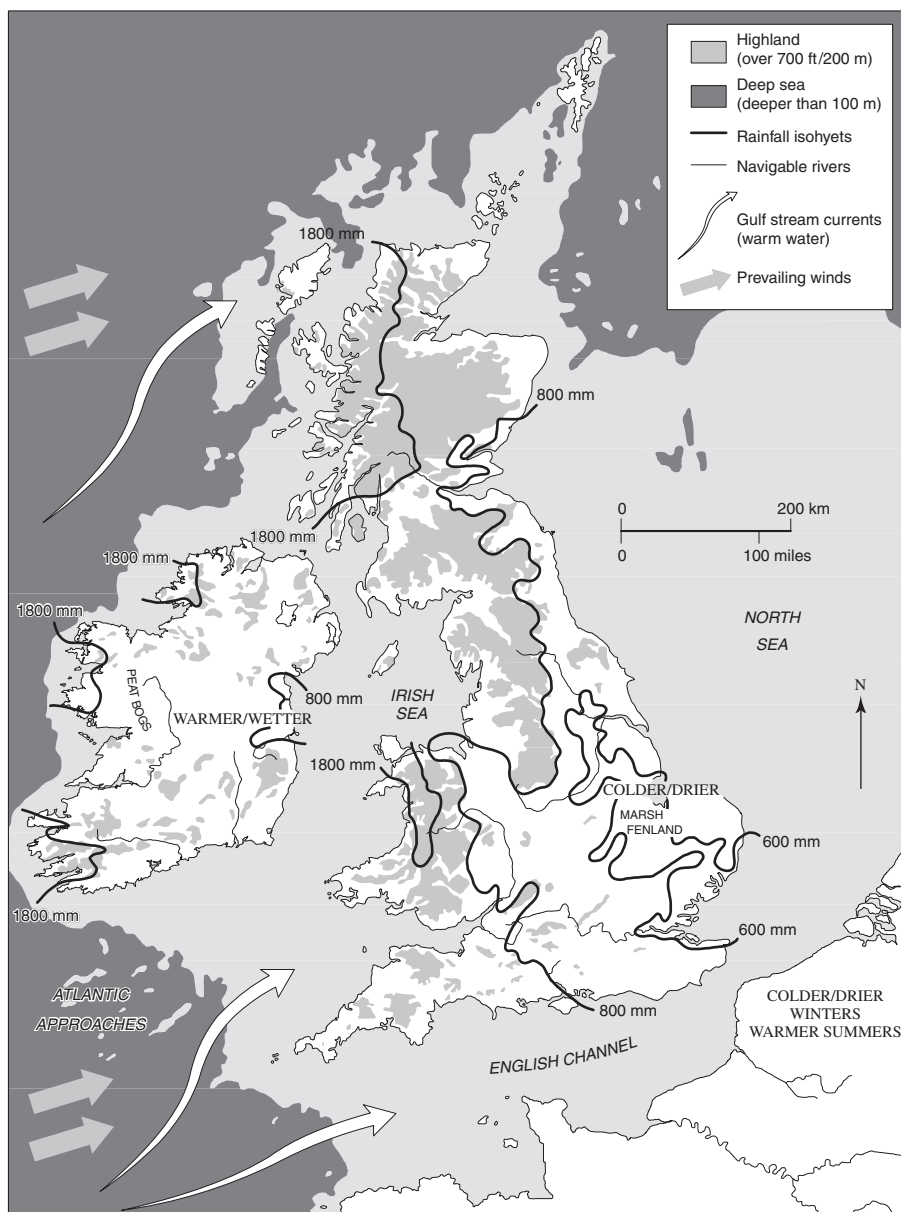 Highland
(over 700 ft/200 m)
Deep sea
(deeper than 100 m)
Rainfall isohyets
Navigable rivers
Gulf stream currents
(warm water)
Prevailing winds
1800 mm
800 mm
0 200 km
0 100 miles
1800 mm
1800 mm
1800 mm
NORTH
SEA
N
PEAT BOGS
800 mm
IRISH
SEA
WARMER/WETTER
1800 mm
COLDER/DRIER
MARSH
FENLAND
600 mm
1800 mm
600 mm
ATLANTIC
APPROACHES
800 mm
COLDER/DRIER
WINTERS
WARMER SUMMERS
ENGLISH CHANNEL